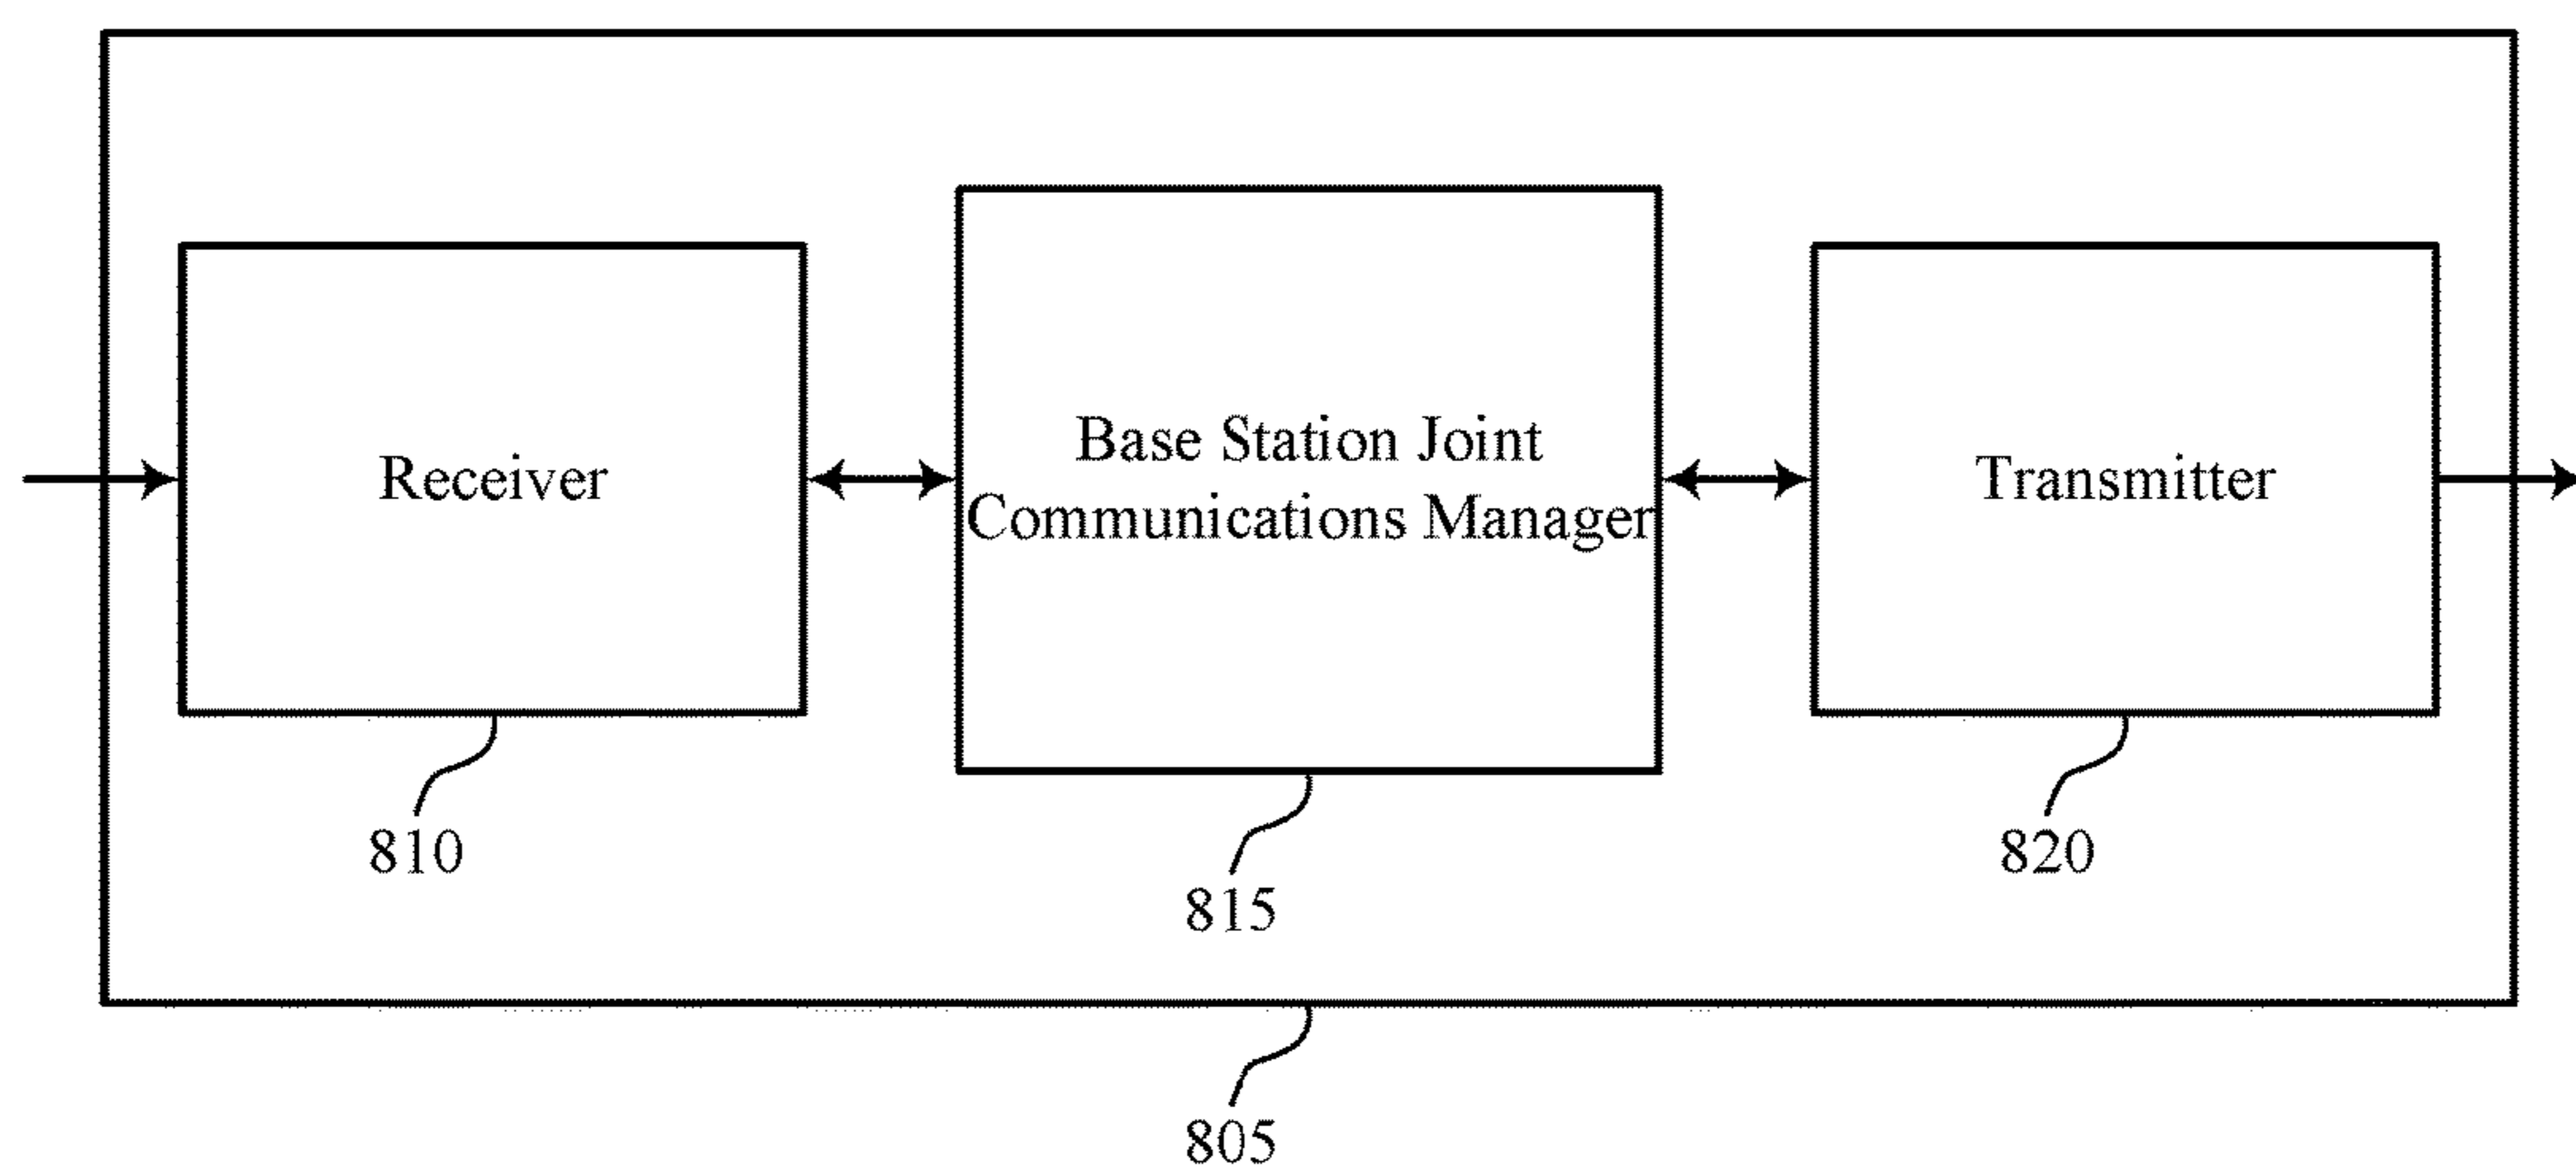 Receiver
Base Station Joint
Communications Manager
Transmitter
810
815
820
805